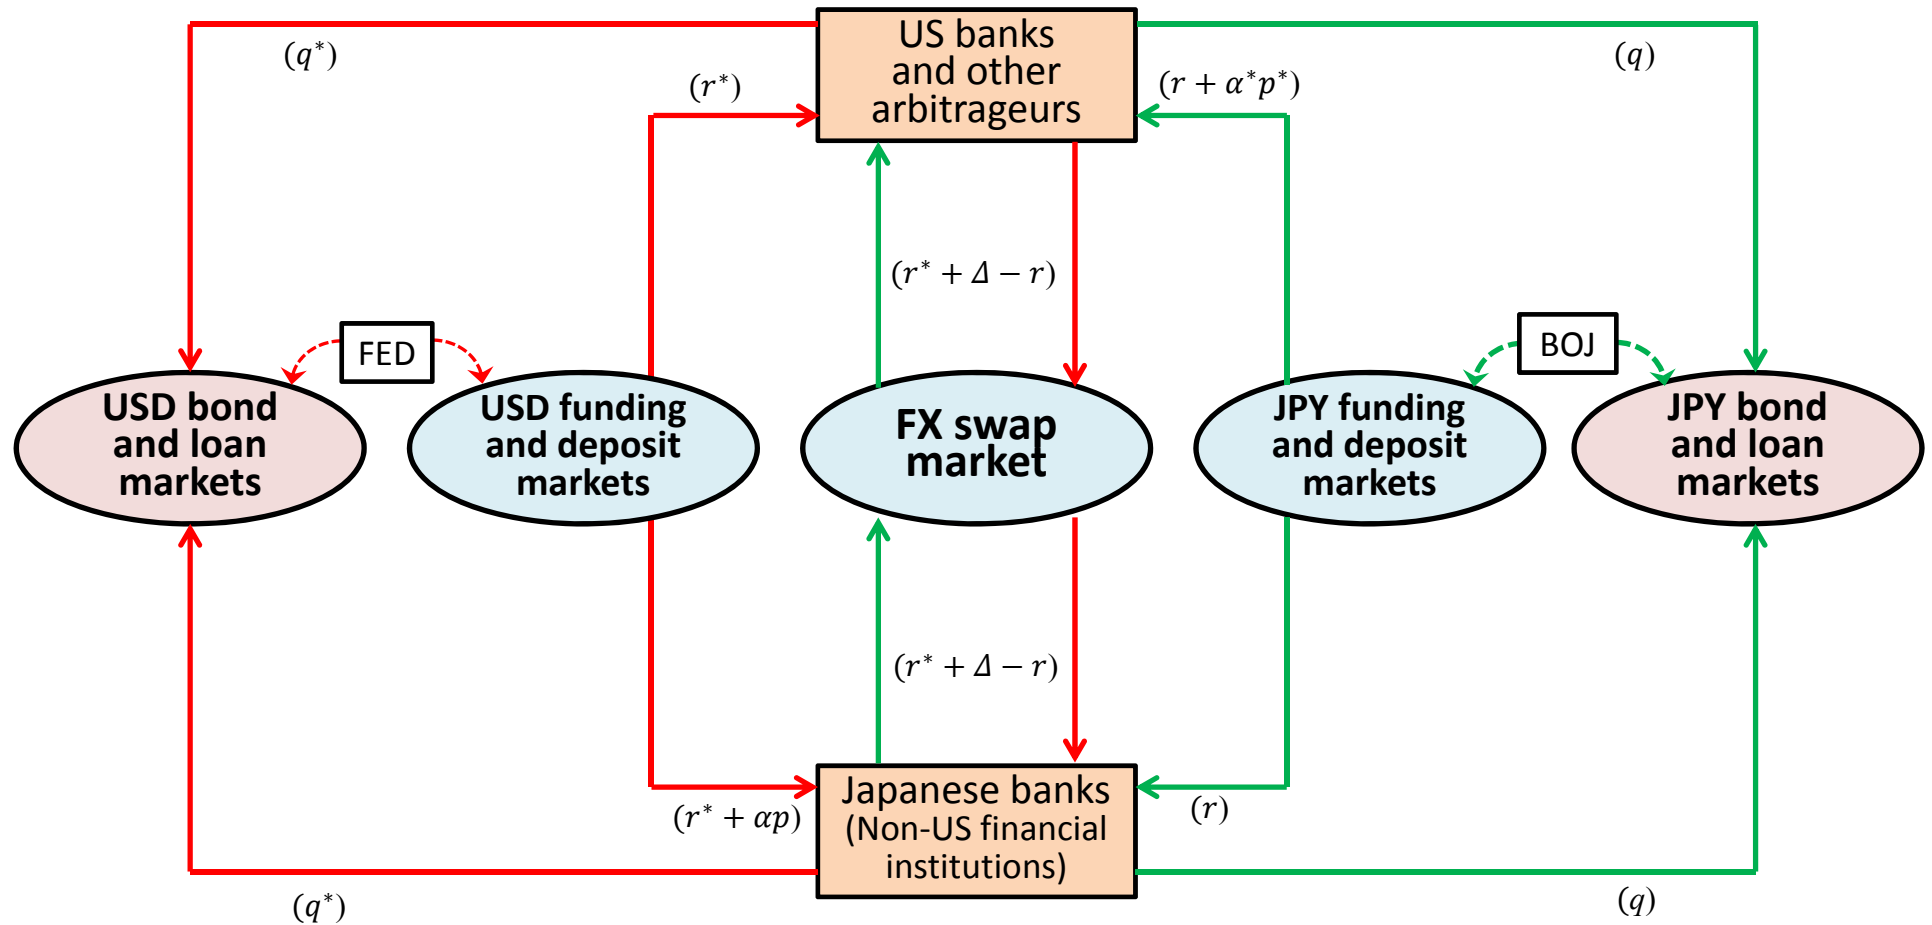 US banks
and other
arbitrageurs
(q*)
(r*)
(r + α*p*)
(q)
(r* + Δ − r)
FED
BOJ
USD bond
and loan
markets
USD funding
and deposit
markets
FX swap
market
JPY funding
and deposit
markets
JPY bond
and loan
markets
(r* + Δ − r)
(r* + αp)
(r)
Japanese banks
(Non-US financial
institutions)
(q*)
(q)